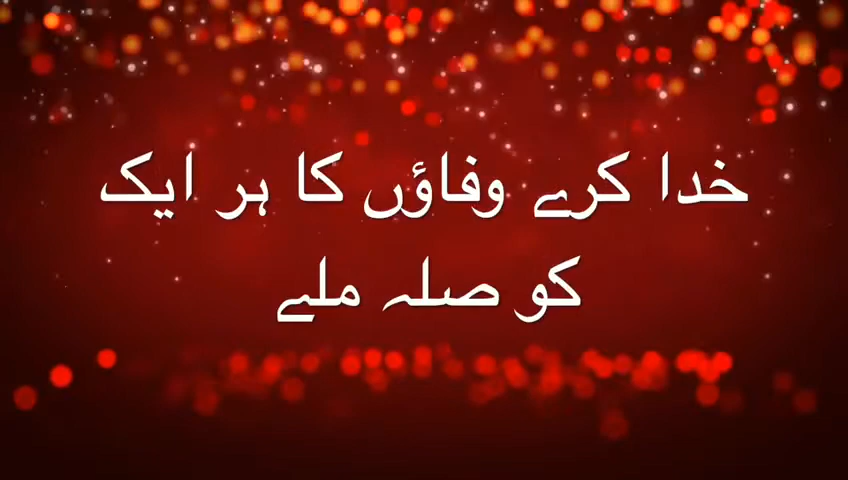 خدا کرے وفاؤں کا ہر ایک
کو صلہ ملے